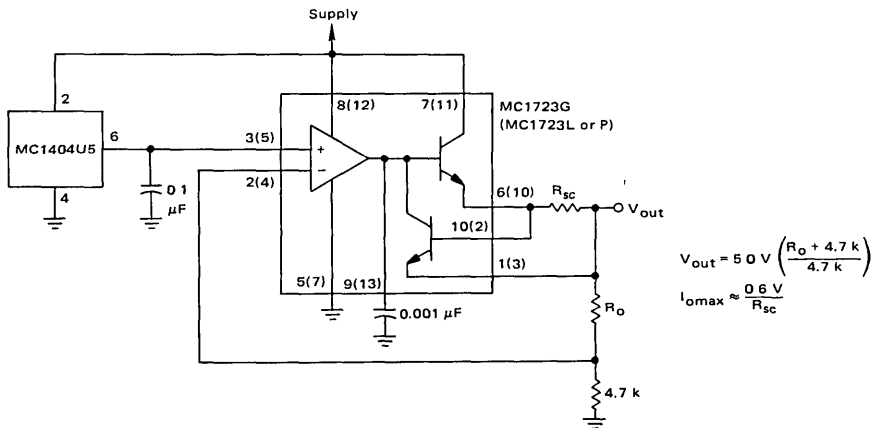 Supply
2
8(12)
7(11)
MC1723G
(MC1723L or P)
MC1404U5
6
3(5)
+
2(4)
−
4
0 1
μF
6(10)
Rsc
Vout
10(2)
1(3)
5(7)
9(13)
0.001 μF
Ro
4.7 k
Vout = 5 0 V (Ro + 4.7 k / 4.7 k)
Iomax ≈ 0 6 V / Rsc